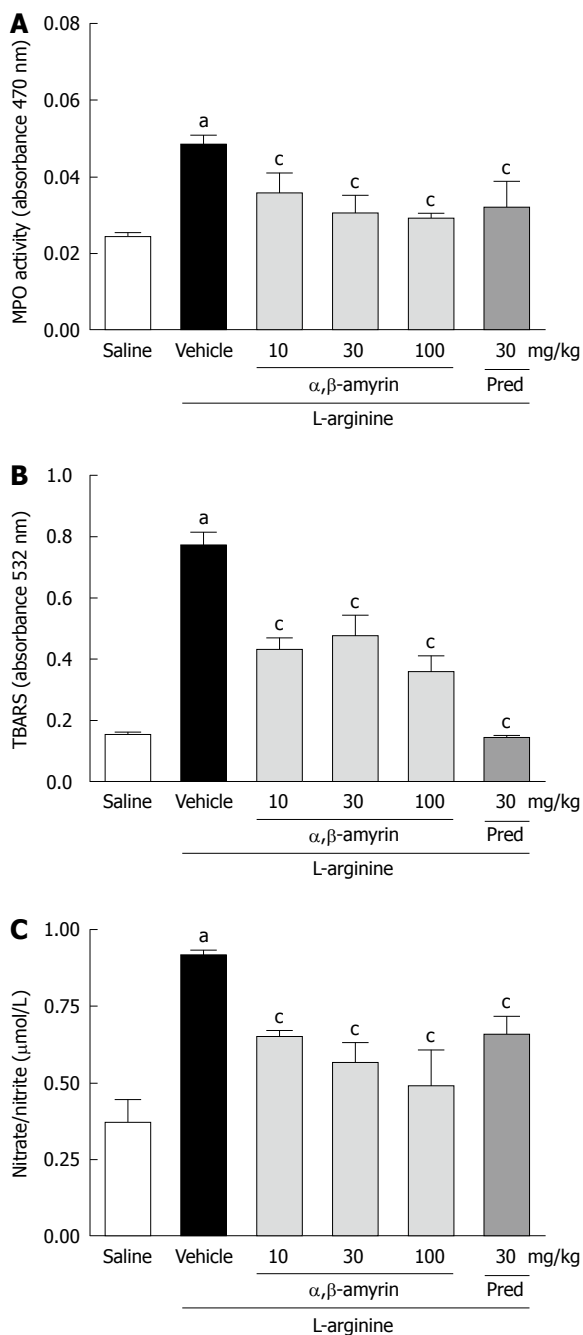 A
MPO activity (absorbance 470 nm)
0.08
0.06
0.04
0.02
0.00
a
c
c
c
c
Saline Vehicle 10 30 100 30 mg/kg
α,β-amyrin Pred
L-arginine
B
TBARS (absorbance 532 nm)
1.0
0.8
0.6
0.4
0.2
0.0
a
c
c
c
c
Saline Vehicle 10 30 100 30 mg/kg
α,β-amyrin Pred
L-arginine
C
Nitrate/nitrite (μmol/L)
1.00
0.75
0.50
0.25
0.00
a
c
c
c
c
Saline Vehicle 10 30 100 30 mg/kg
α,β-amyrin Pred
L-arginine